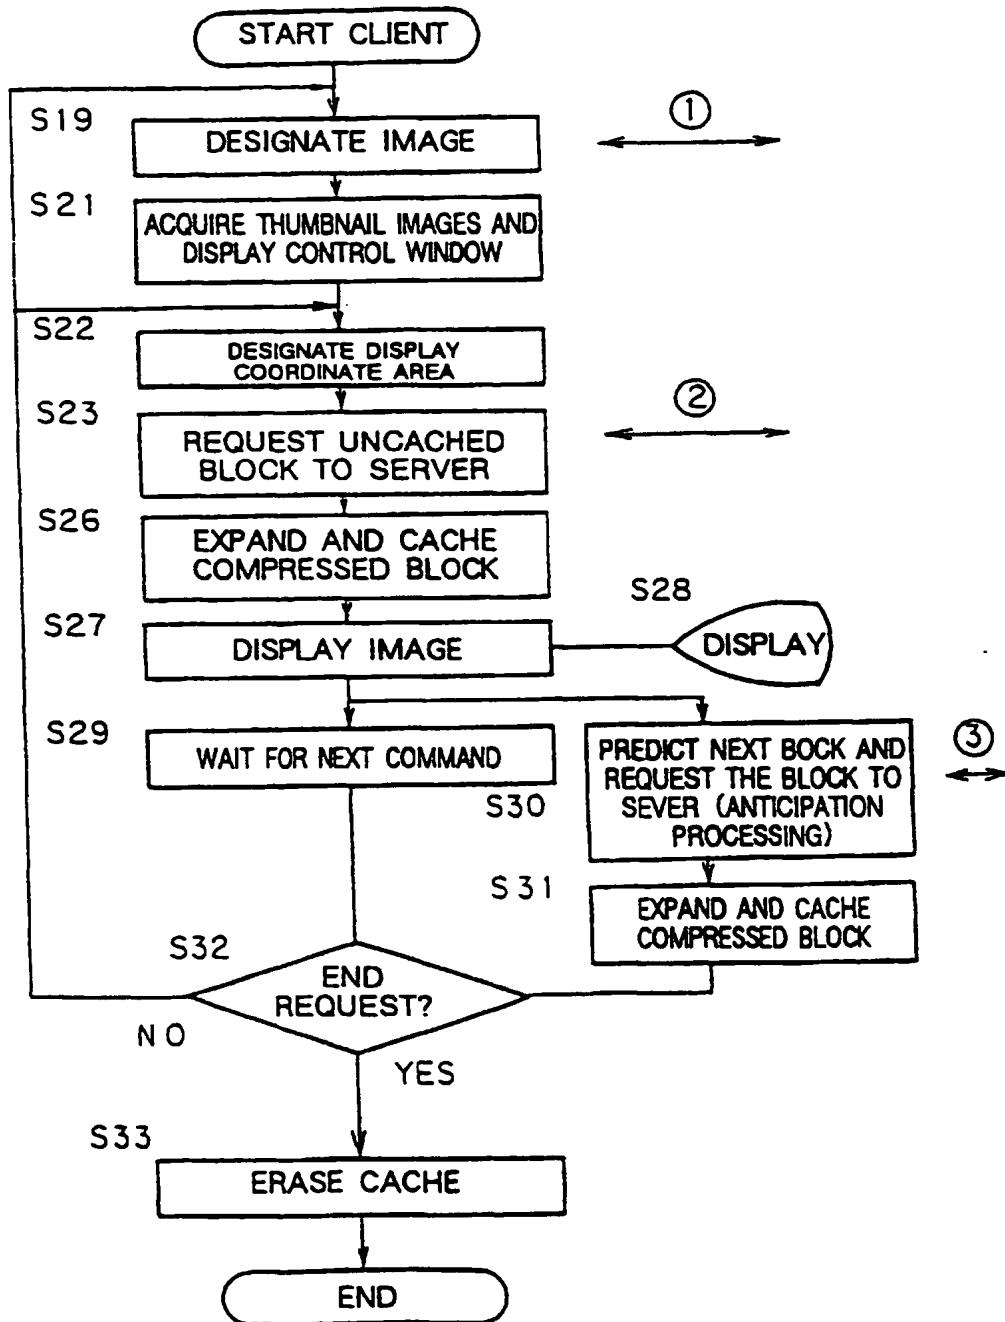 START CLIENT
S19
DESIGNATE IMAGE
①
S21
ACQUIRE THUMBNAIL IMAGES AND
DISPLAY CONTROL WINDOW
S22
DESIGNATE DISPLAY
COORDINATE AREA
S23
REQUEST UNCACHED
BLOCK TO SERVER
②
S26
EXPAND AND CACHE
COMPRESSED BLOCK
S27
DISPLAY IMAGE
S28
DISPLAY
S29
WAIT FOR NEXT COMMAND
S30
PREDICT NEXT BOCK AND
REQUEST THE BLOCK TO
SEVER (ANTICIPATION
PROCESSING)
③
S31
EXPAND AND CACHE
COMPRESSED BLOCK
S32
END
REQUEST?
NO
YES
S33
ERASE CACHE
END